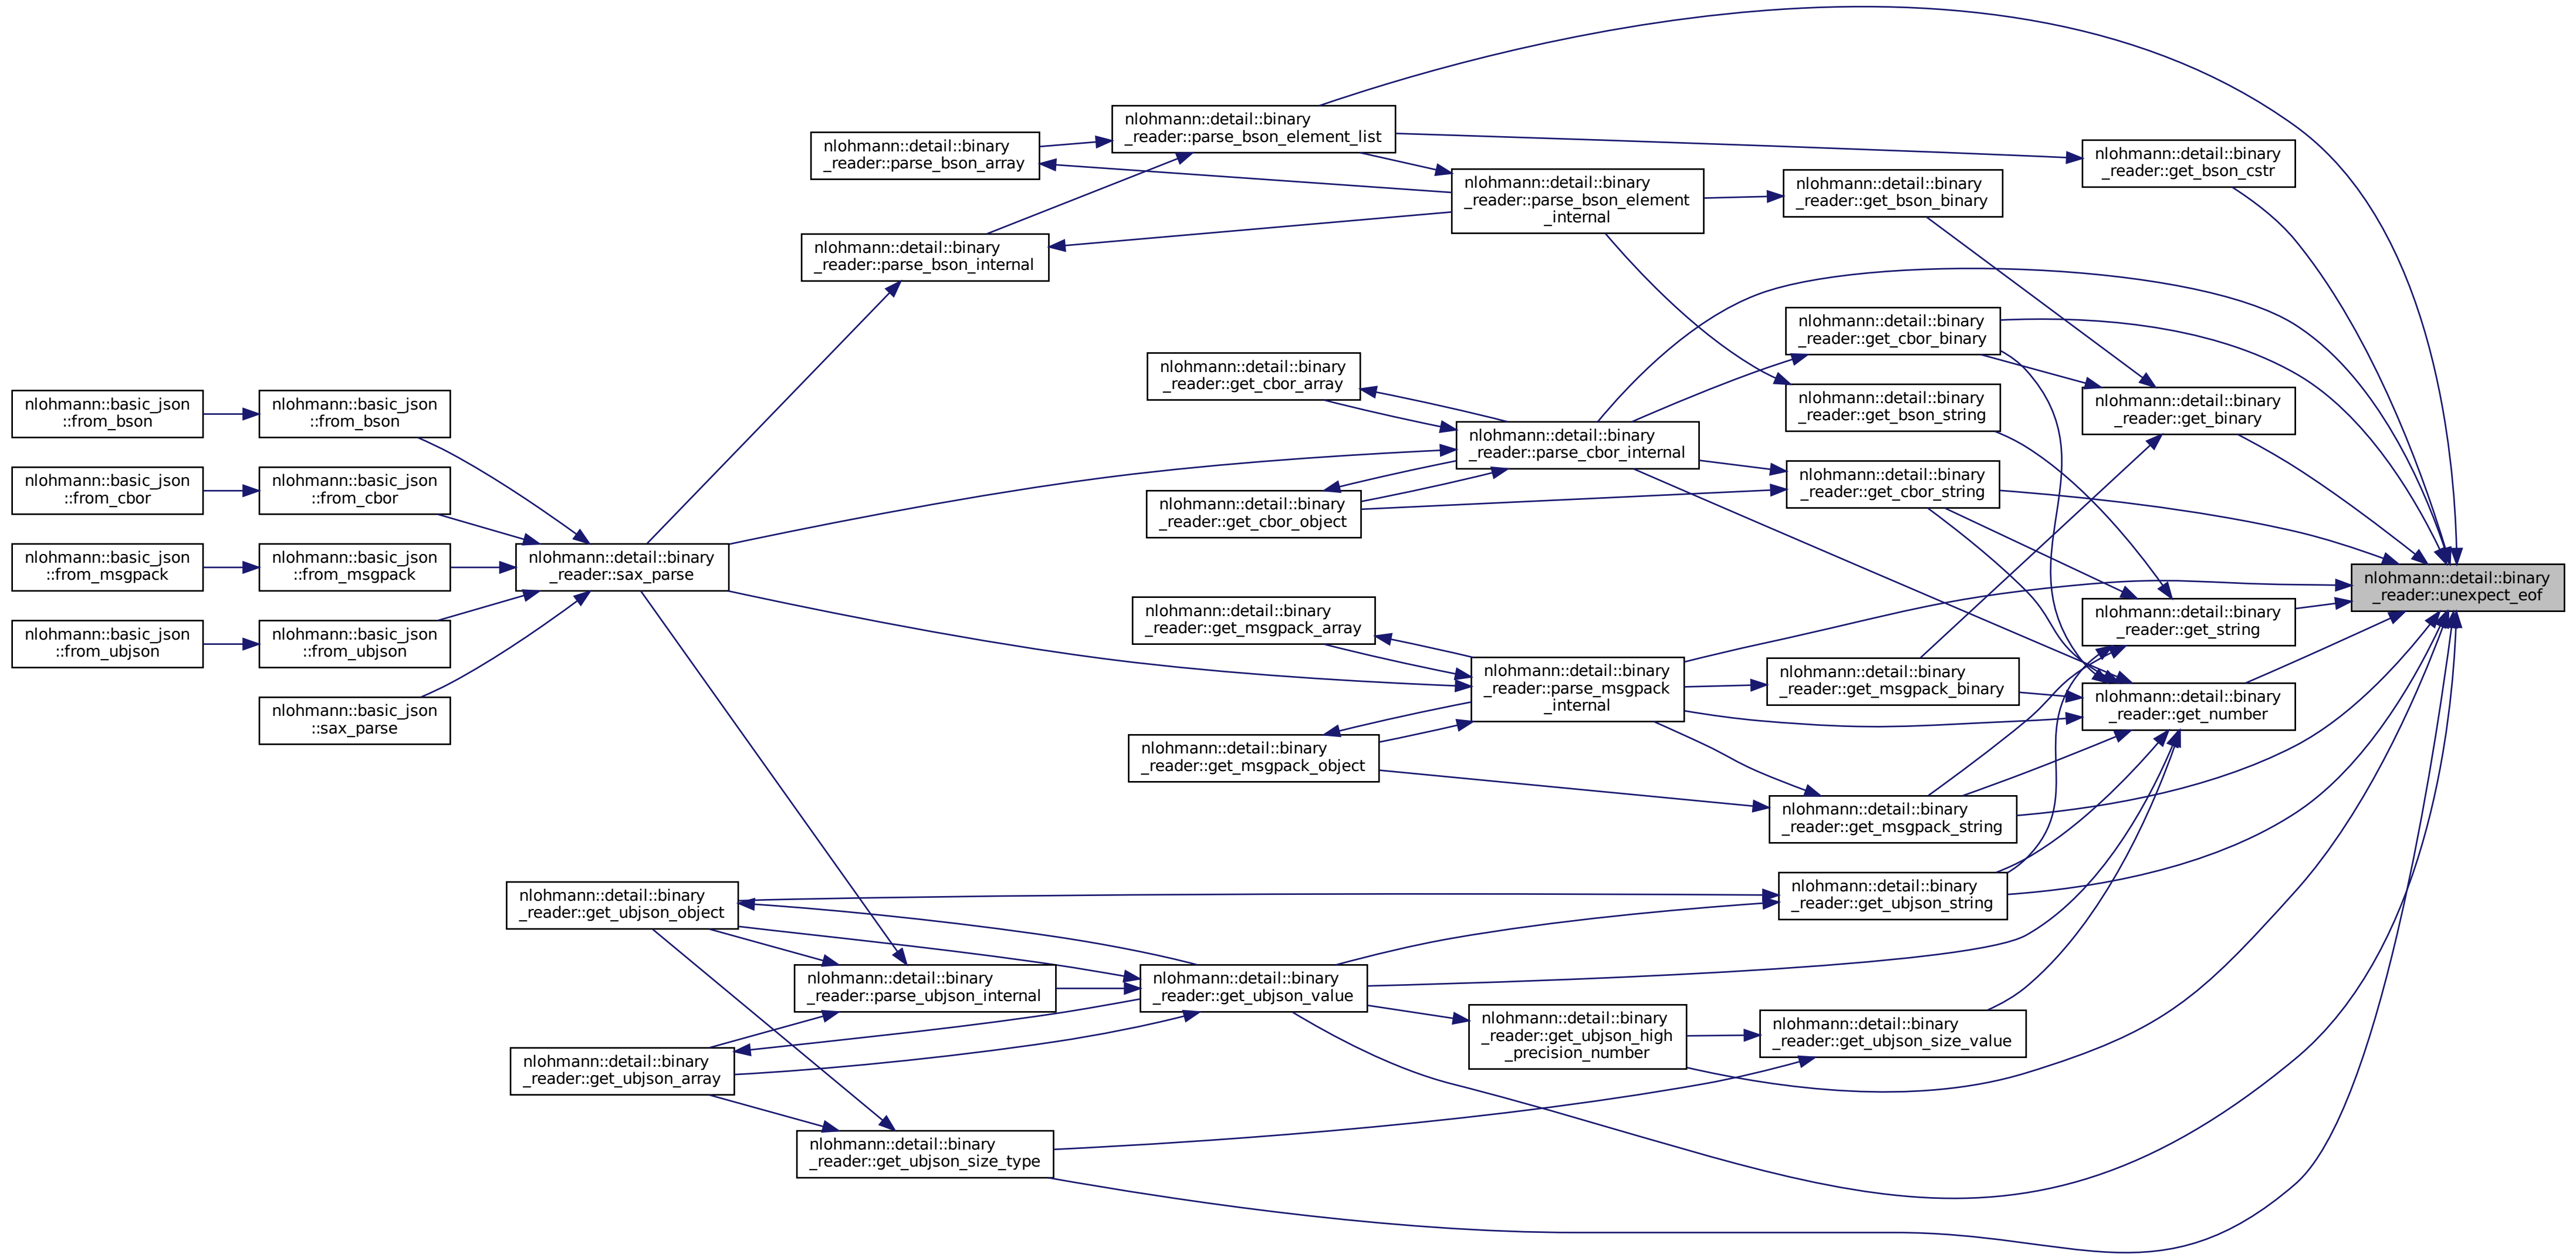 nlohmann::detail::binary
_reader::parse_bson_element_list
nlohmann::detail::binary
_reader::parse_bson_array
nlohmann::detail::binary
_reader::get_bson_cstr
nlohmann::detail::binary
_reader::parse_bson_element
_internal
nlohmann::detail::binary
_reader::get_bson_binary
nlohmann::detail::binary
_reader::parse_bson_internal
nlohmann::detail::binary
_reader::get_cbor_binary
nlohmann::detail::binary
_reader::get_cbor_array
nlohmann::detail::binary
_reader::get_bson_string
nlohmann::detail::binary
_reader::get_binary
nlohmann::basic_json
::from_bson
nlohmann::basic_json
::from_bson
nlohmann::detail::binary
_reader::parse_cbor_internal
nlohmann::detail::binary
_reader::get_cbor_string
nlohmann::basic_json
::from_cbor
nlohmann::basic_json
::from_cbor
nlohmann::detail::binary
_reader::get_cbor_object
nlohmann::basic_json
::from_msgpack
nlohmann::basic_json
::from_msgpack
nlohmann::detail::binary
_reader::sax_parse
nlohmann::detail::binary
_reader::unexpect_eof
nlohmann::detail::binary
_reader::get_msgpack_array
nlohmann::detail::binary
_reader::get_string
nlohmann::basic_json
::from_ubjson
nlohmann::basic_json
::from_ubjson
nlohmann::detail::binary
_reader::parse_msgpack
_internal
nlohmann::detail::binary
_reader::get_msgpack_binary
nlohmann::detail::binary
_reader::get_number
nlohmann::basic_json
::sax_parse
nlohmann::detail::binary
_reader::get_msgpack_object
nlohmann::detail::binary
_reader::get_msgpack_string
nlohmann::detail::binary
_reader::get_ubjson_object
nlohmann::detail::binary
_reader::get_ubjson_string
nlohmann::detail::binary
_reader::parse_ubjson_internal
nlohmann::detail::binary
_reader::get_ubjson_value
nlohmann::detail::binary
_reader::get_ubjson_high
_precision_number
nlohmann::detail::binary
_reader::get_ubjson_size_value
nlohmann::detail::binary
_reader::get_ubjson_array
nlohmann::detail::binary
_reader::get_ubjson_size_type